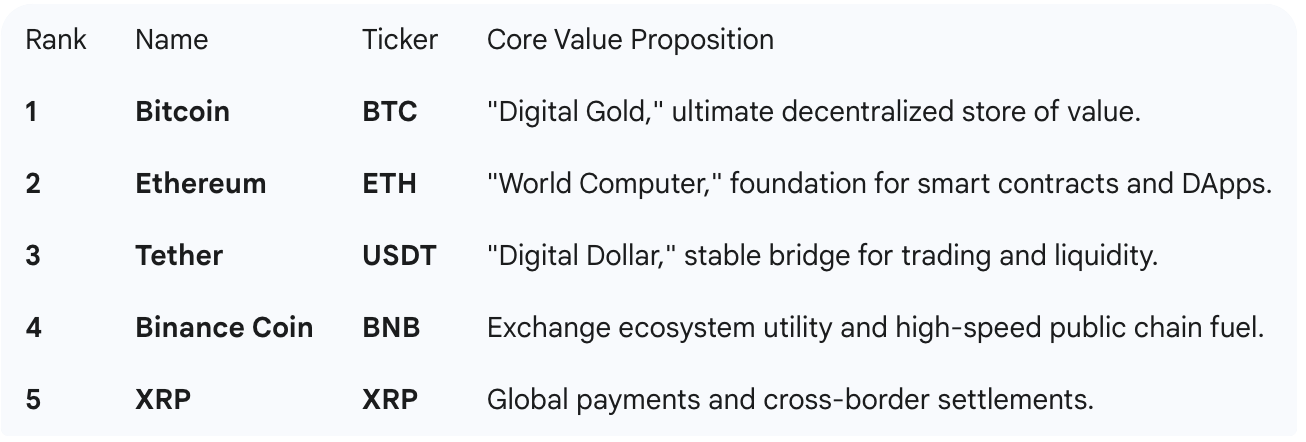 Rank Name Ticker Core Value Proposition
1 Bitcoin BTC "Digital Gold," ultimate decentralized store of value.
2 Ethereum ETH "World Computer," foundation for smart contracts and DApps.
3 Tether USDT "Digital Dollar," stable bridge for trading and liquidity.
4 Binance Coin BNB Exchange ecosystem utility and high-speed public chain fuel.
5 XRP XRP Global payments and cross-border settlements.